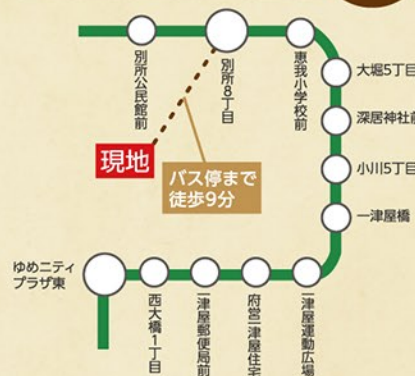 別所公民館前
別所8丁目
恵我小学校前
大堀5丁目
深居神社前
小川5丁目
一津屋橋
現地
バス停まで
徒歩9分
ゆめニティ
プラザ東
西大橋1丁目
一津屋郵便局前
府営一津屋住宅
一津屋運動広場